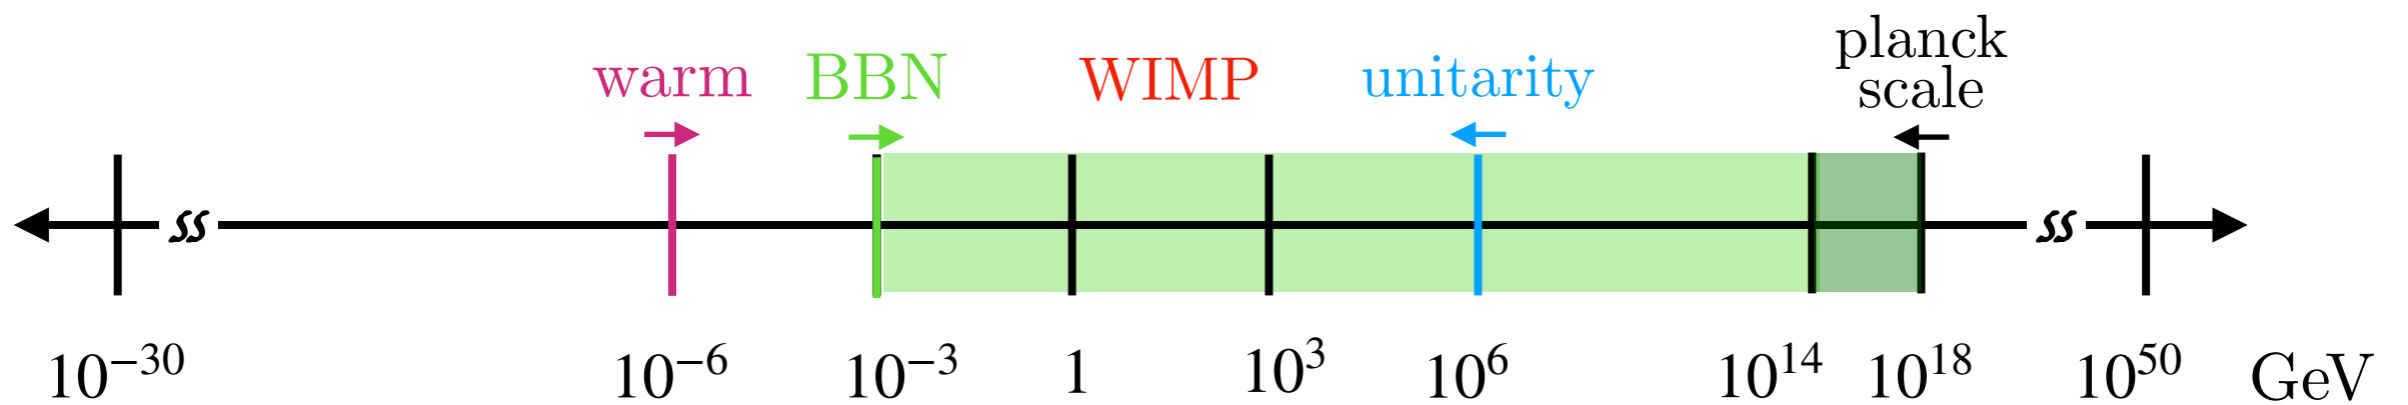 planck
scale
warm BBN WIMP unitarity
10⁻³⁰ 10⁻⁶ 10⁻³ 1 10³ 10⁶ 10¹⁴ 10¹⁸ 10⁵⁰ GeV